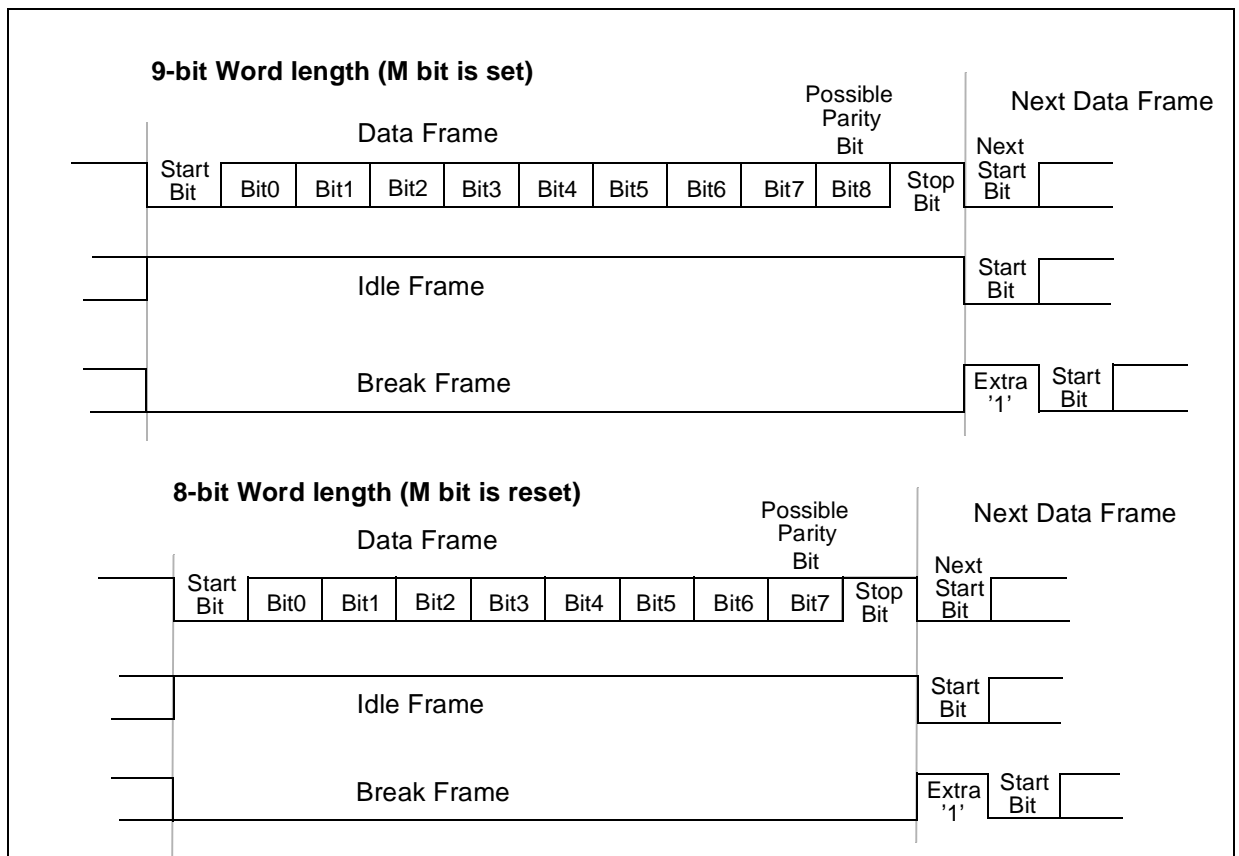 9-bit Word length (M bit is set)
Possible
Parity
Bit
Next Data Frame
Data Frame
Next
Start
Bit
Start
Bit
Bit0
Bit1
Bit2
Bit3
Bit4
Bit5
Bit6
Bit7
Bit8
Stop
Bit
Idle Frame
Start
Bit
Break Frame
Extra
’1’
Start
Bit
8-bit Word length (M bit is reset)
Possible
Parity
Bit
Next Data Frame
Data Frame
Next
Start
Bit
Start
Bit
Bit0
Bit1
Bit2
Bit3
Bit4
Bit5
Bit6
Bit7
Stop
Bit
Idle Frame
Start
Bit
Break Frame
Extra
’1’
Start
Bit